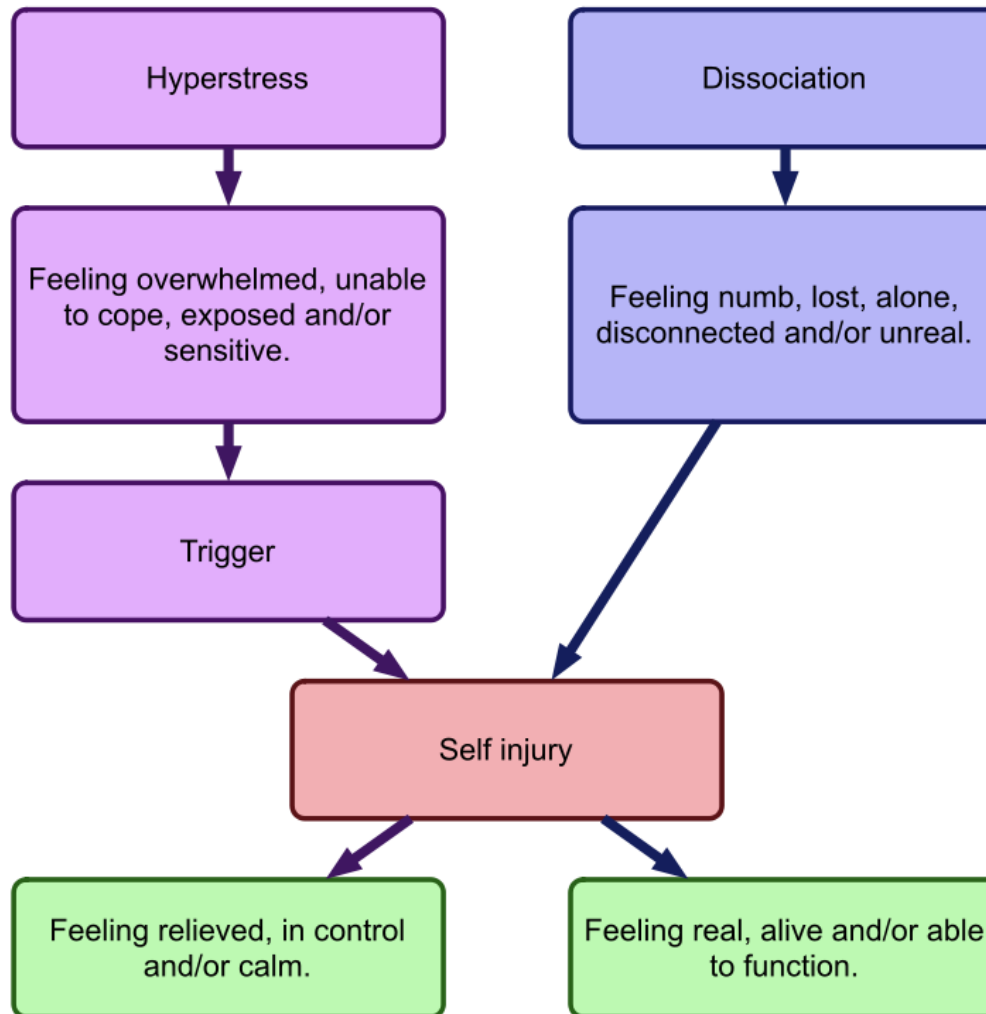 Hyperstress
Dissociation
Feeling overwhelmed, unable
to cope, exposed and/or
sensitive.
Feeling numb, lost, alone,
disconnected and/or unreal.
Trigger
Self injury
Feeling relieved, in control
and/or calm.
Feeling real, alive and/or able
to function.